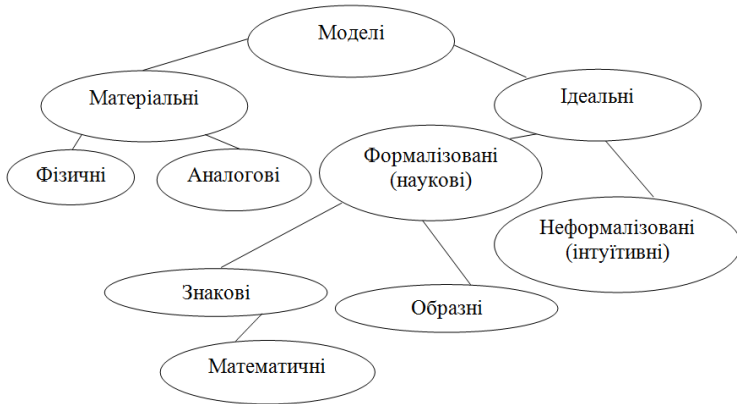 Моделі
Матеріальні
Ідеальні
Фізичні
Аналогові
Формалізовані
(наукові)
Неформалізовані
(інтуїтивні)
Знакові
Образні
Математичні